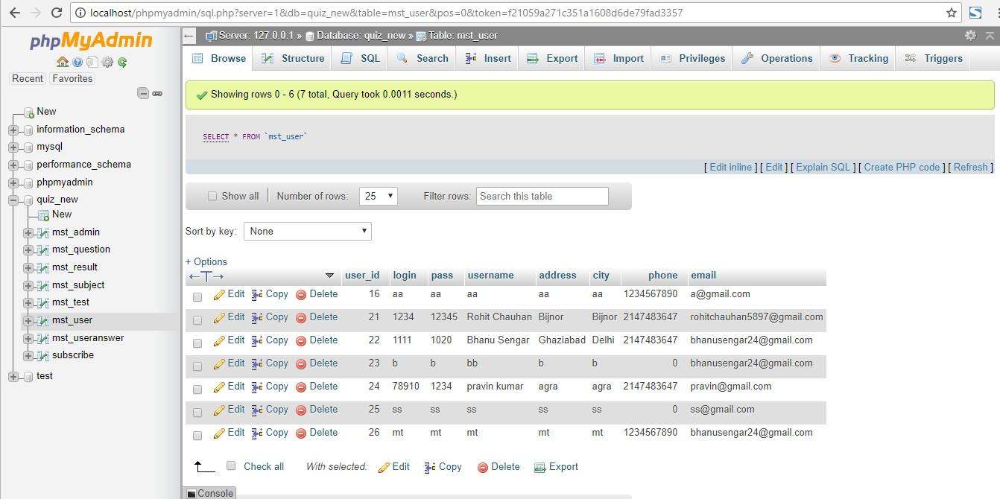 localhost/phpmyadmin/sql.php?server=1&db=quiz_new&table=mst_user&pos=0&token=f21059a271c351a1608d6de79fad3357
phpMyAdmin
Recent Favorites
New
information_schema
mysql
performance_schema
phpmyadmin
quiz_new
New
mst_admin
mst_question
mst_result
mst_subject
mst_test
mst_user
mst_useranswer
subscribe
test
Server: 127.0.0.1 » Database: quiz_new » Table: mst_user
Browse Structure SQL Search Insert Export Import Privileges Operations Tracking Triggers
Showing rows 0 - 6 (7 total, Query took 0.0011 seconds.)
SELECT * FROM `mst_user`
[ Edit inline ] [ Edit ] [ Explain SQL ] [ Create PHP code ] [ Refresh ]
Show all Number of rows: 25 Filter rows: Search this table
Sort by key: None
+ Options
user_id login pass username address city phone email
Edit Copy Delete 16 aa aa aa aa aa 1234567890 a@gmail.com
Edit Copy Delete 21 1234 12345 Rohit Chauhan Bijnor Bijnor 2147483647 rohitchauhan5897@gmail.com
Edit Copy Delete 22 1111 1020 Bhanu Sengar Ghaziabad Delhi 2147483647 bhanusengar24@gmail.com
Edit Copy Delete 23 b b bb b b 0 bhanusengar24@gmail.com
Edit Copy Delete 24 78910 1234 pravin kumar agra agra 2147483647 pravin@gmail.com
Edit Copy Delete 25 ss ss ss ss ss 0 ss@gmail.com
Edit Copy Delete 26 mt mt mt mt mt 1234567890 bhanusengar24@gmail.com
Check all With selected: Edit Copy Delete Export
Console